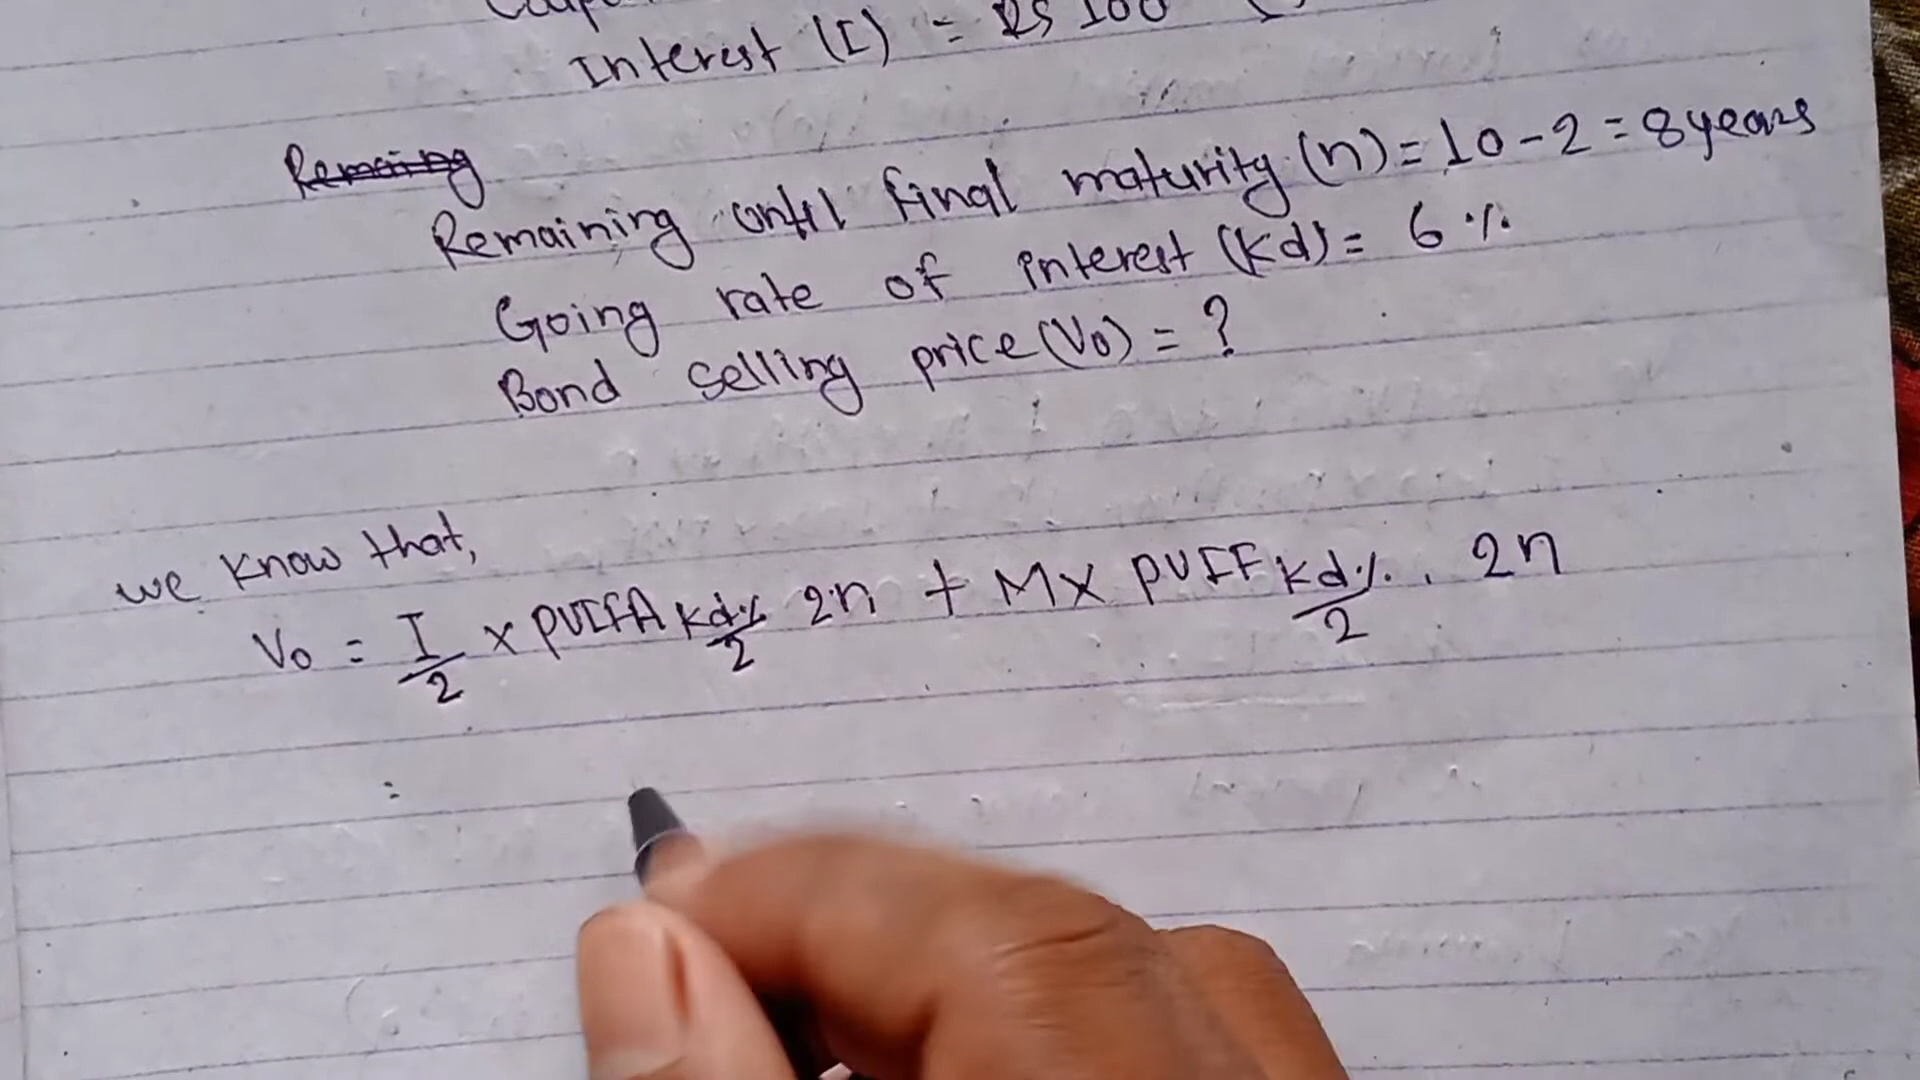 Interest (I) = RS 100
Remaining
Remaining until final maturity (n) = 10 - 2 = 8 years
Going rate of interest (Kd) = 6 %
Bond selling price (V0) = ?
we know that,
V0 = I/2 x PVIFA Kd%/2 2n + M x PVIF Kd%/2 . 2n
=